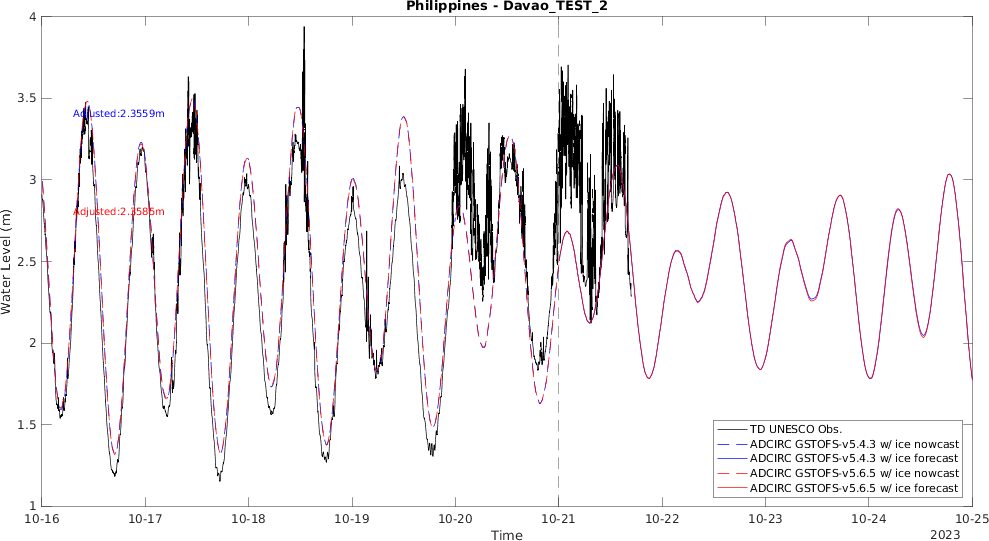 Philippines - Davao_TEST_2
4
3.5
3
2.5
2
1.5
1
Water Level (m)
Adjusted:2.3559m
Adjusted:2.3585m
TD UNESCO Obs.
ADCIRC GSTOFS-v5.4.3 w/ ice nowcast
ADCIRC GSTOFS-v5.4.3 w/ ice forecast
ADCIRC GSTOFS-v5.6.5 w/ ice nowcast
ADCIRC GSTOFS-v5.6.5 w/ ice forecast
10-16 10-17 10-18 10-19 10-20 10-21 10-22 10-23 10-24 10-25
Time 2023